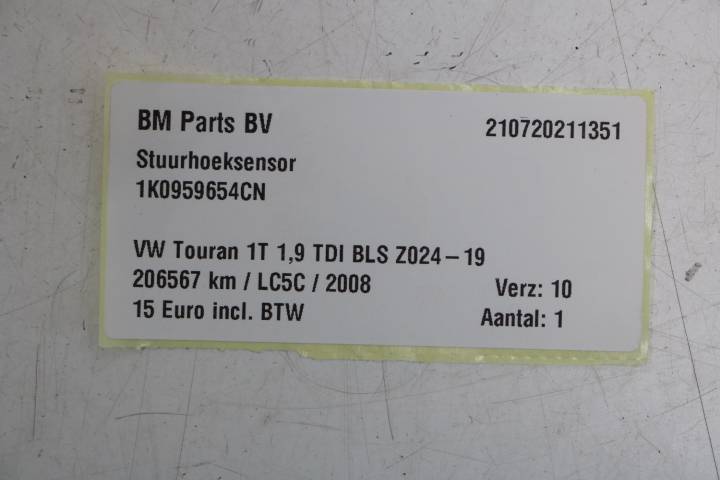 BM Parts BV 210720211351
Stuurhoeksensor
1K0959654CN
VW Touran 1T 1,9 TDI BLS Z024-19
206567 km / LC5C / 2008 Verz: 10
15 Euro incl. BTW Aantal: 1